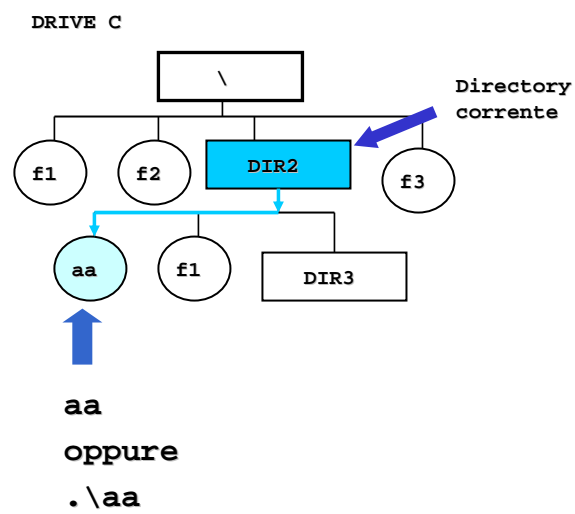 DRIVE C
\
Directory
corrente
f1
f2
DIR2
f3
aa
f1
DIR3
aa
oppure
.\aa